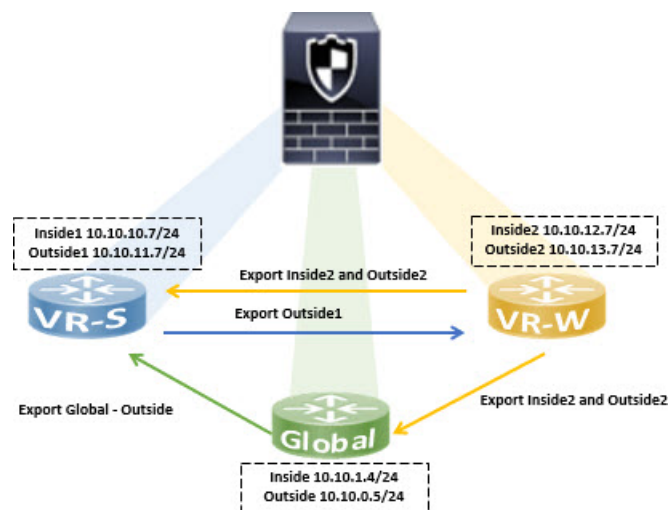 Inside1 10.10.10.7/24
Outside1 10.10.11.7/24
Inside2 10.10.12.7/24
Outside2 10.10.13.7/24
Export Inside2 and Outside2
VR-S
Export Outside1
VR-W
Export Global - Outside
Export Inside2 and Outside2
Global
Inside 10.10.1.4/24
Outside 10.10.0.5/24